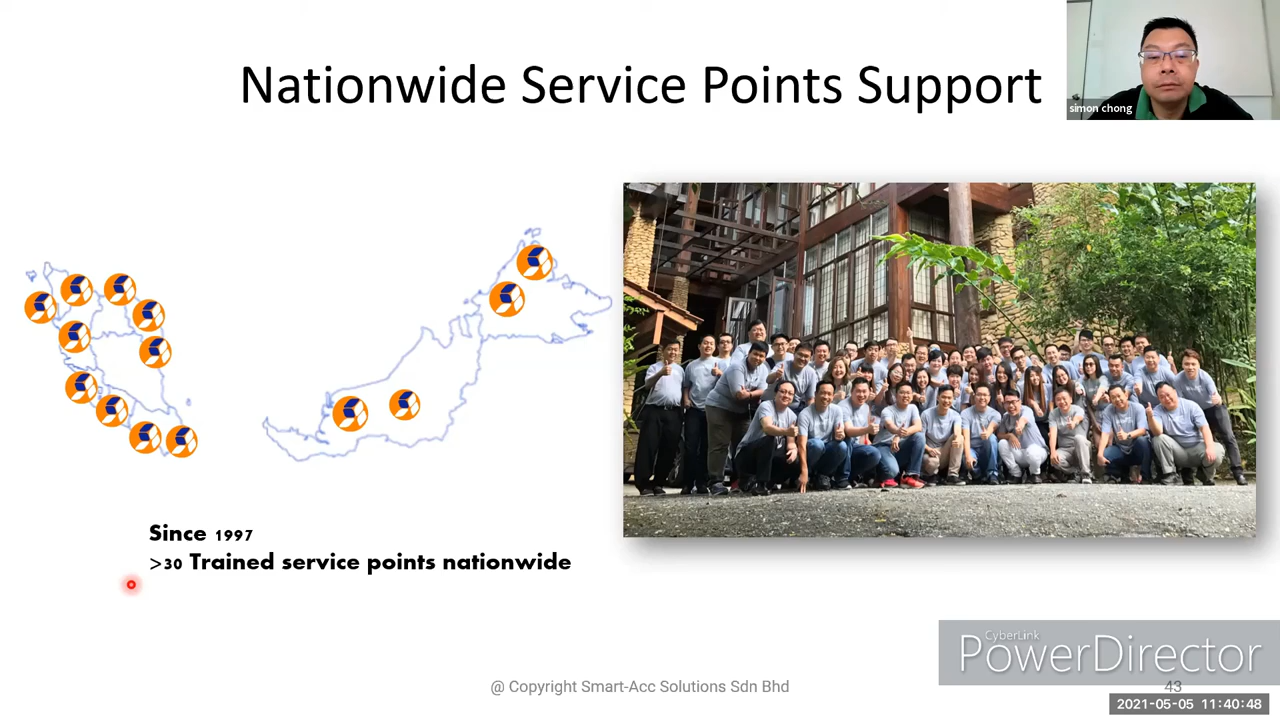 Nationwide Service Points Support
simon chong
Since 1997
>30 Trained service points nationwide
CyberLink
PowerDirector
@ Copyright Smart-Acc Solutions Sdn Bhd
43
2021-05-05 11:40:48